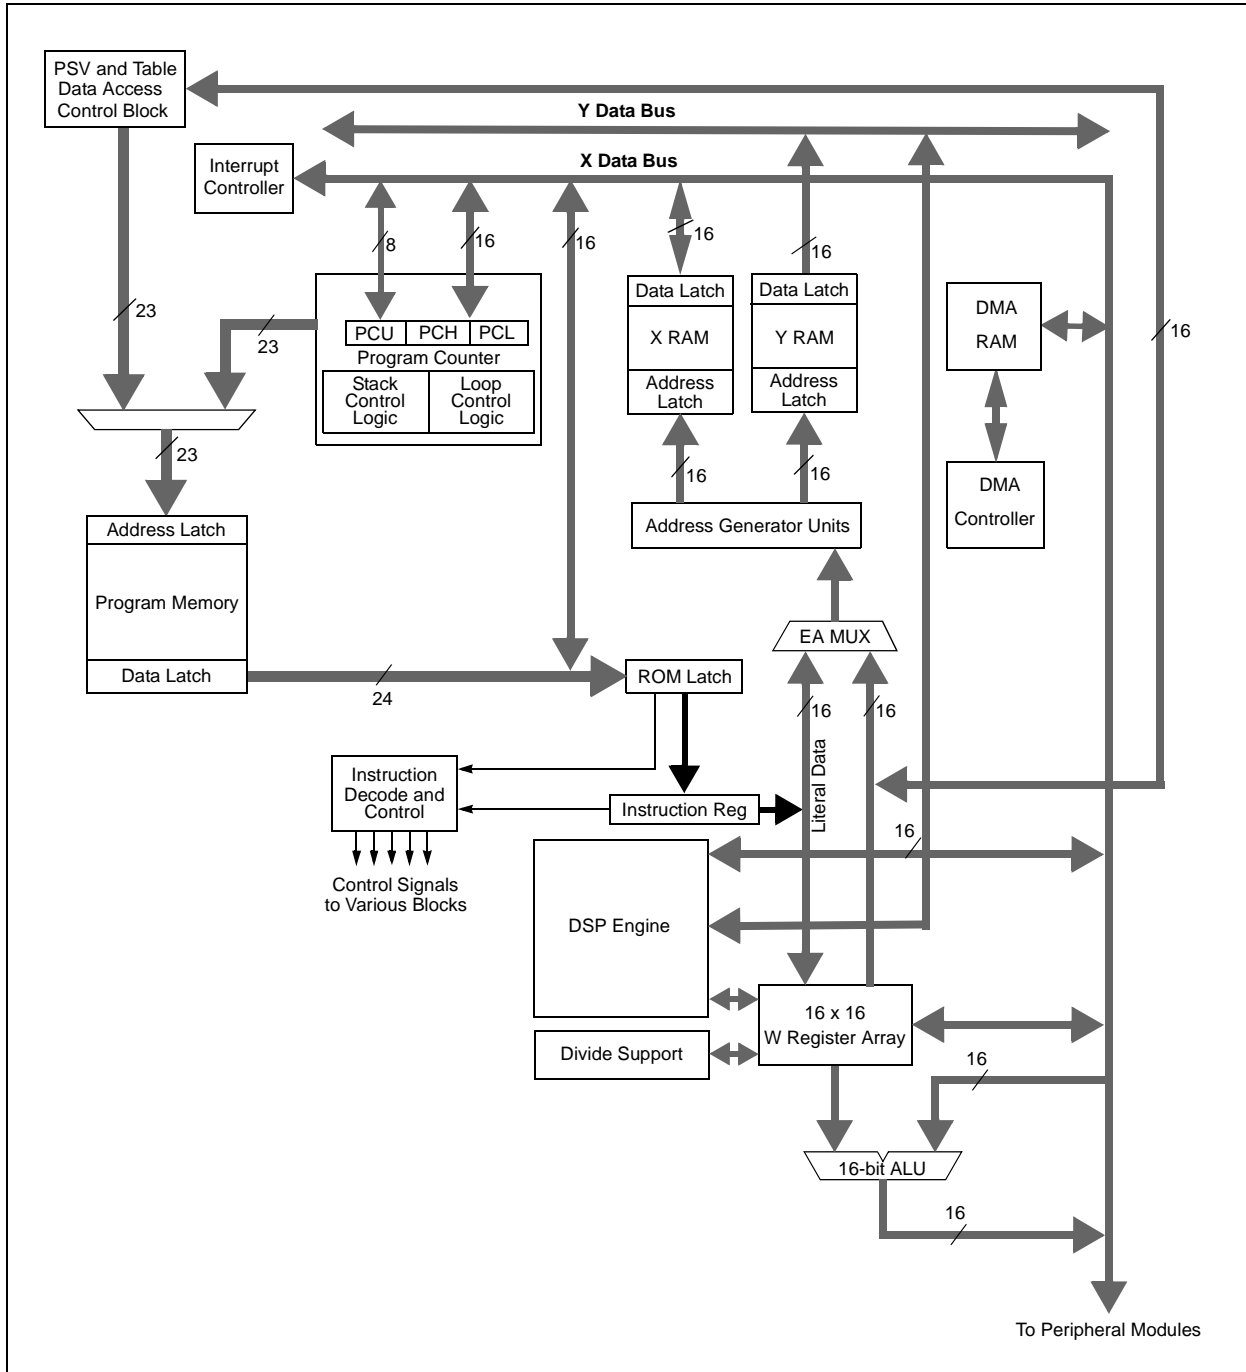 PSV and Table
Data Access
Control Block
Y Data Bus
X Data Bus
Interrupt
Controller
8
16
16
16
16
23
23
16
Data Latch
X RAM
Address
Latch
Data Latch
Y RAM
Address
Latch
DMA
RAM
PCU
PCH
PCL
Program Counter
Stack
Control
Logic
Loop
Control
Logic
23
16
16
DMA
Controller
Address Generator Units
Address Latch
Program Memory
Data Latch
24
EA MUX
ROM Latch
16
16
Literal Data
Instruction
Decode and
Control
Instruction Reg
Control Signals
to Various Blocks
16
DSP Engine
16 x 16
W Register Array
Divide Support
16
16-bit ALU
16
To Peripheral Modules